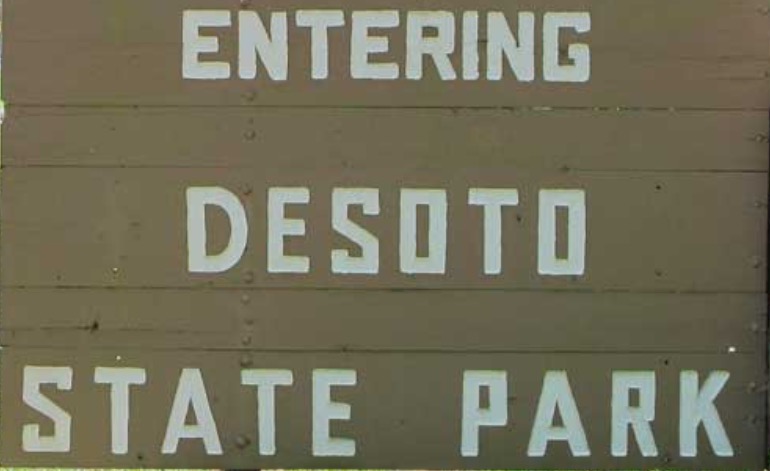 ENTERING
DESOTO
STATE PARK